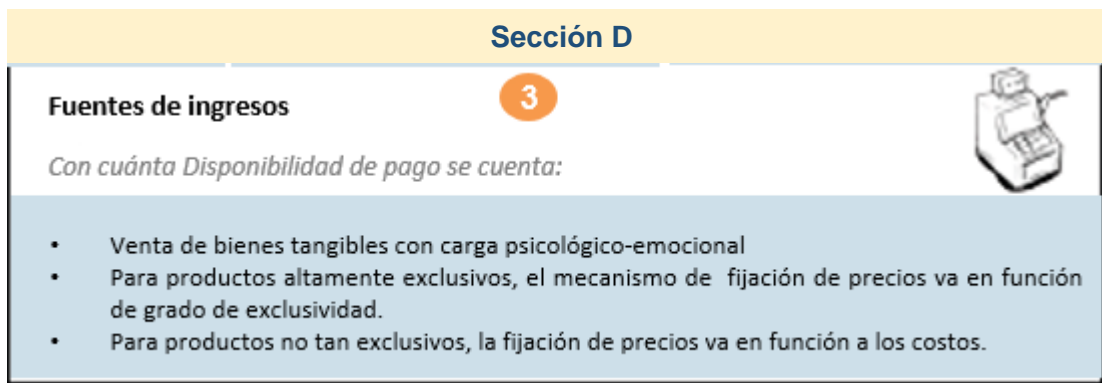 Sección D
3
Fuentes de ingresos
Con cuánta Disponibilidad de pago se cuenta:
• Venta de bienes tangibles con carga psicológico-emocional
• Para productos altamente exclusivos, el mecanismo de fijación de precios va en función
de grado de exclusividad.
• Para productos no tan exclusivos, la fijación de precios va en función a los costos.